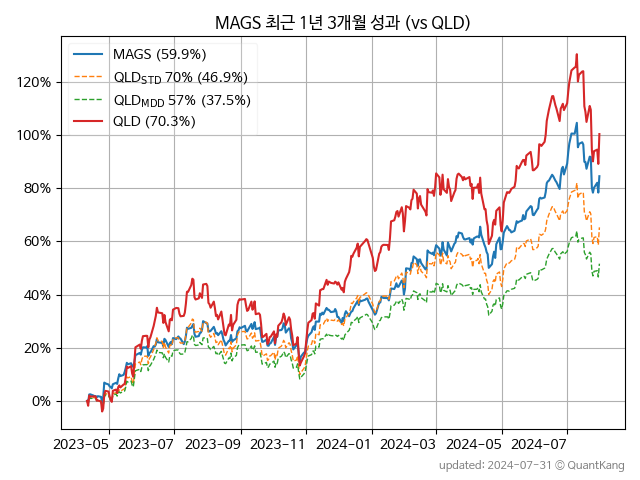 MAGS 최근 1년 3개월 성과 (vs QLD)
MAGS (59.9%)
QLD_STD 70% (46.9%)
QLD_MDD 57% (37.5%)
QLD (70.3%)
120%
100%
80%
60%
40%
20%
0%
2023-05 2023-07 2023-09 2023-11 2024-01 2024-03 2024-05 2024-07
updated: 2024-07-31 © QuantKang